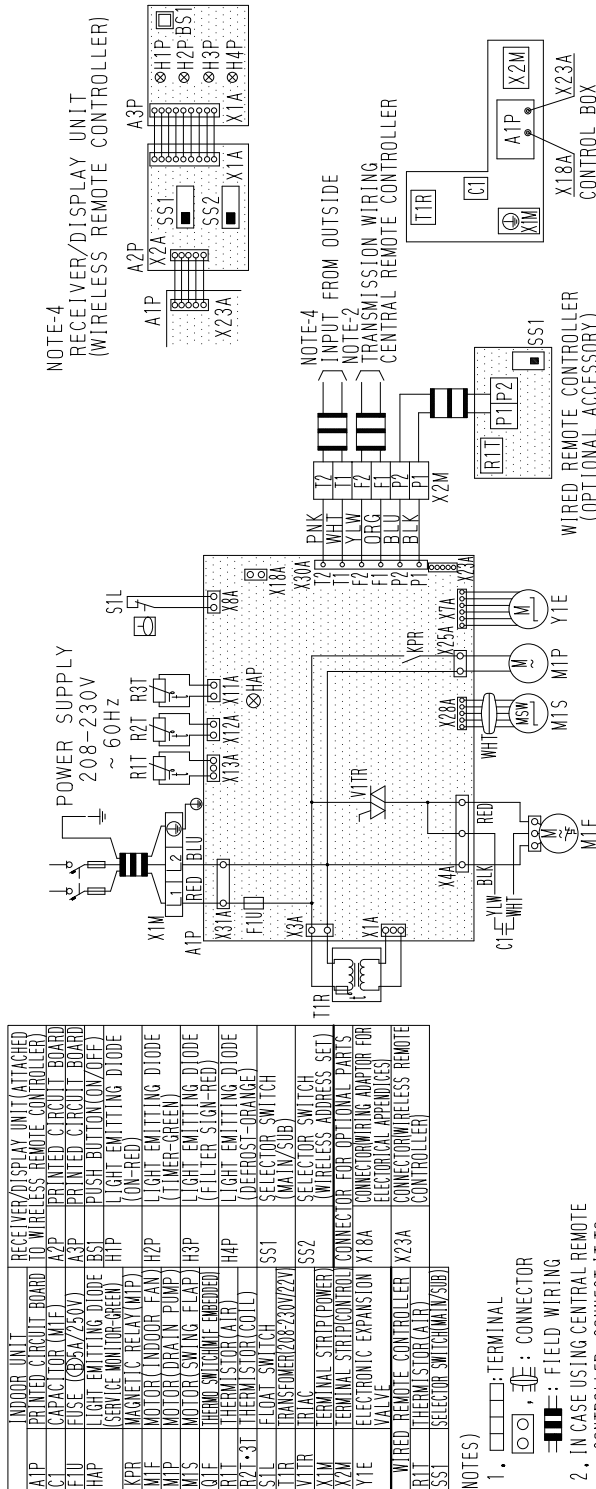 INDOOR UNIT
A1P PRINTED CIRCUIT BOARD
C1 CAPACITOR(M1F)
F1U FUSE (Ⓑ5A/250V)
HAP LIGHT EMITTING DIODE
(SERVICE MONITOR-GREEN)
KPR MAGNETIC RELAY(M1P)
M1F MOTOR(INDOOR FAN)
M1P MOTOR(DRAIN PUMP)
M1S MOTOR(SWING FLAP)
Q1F THERMO SWITCH(M1F EMBEDDED)
R1T THERMISTOR(AIR)
R2T·3T THERMISTOR(COIL)
S1L FLOAT SWITCH
T1R TRANSFOMER(208-230V/22V)
V1TR TRIAC
X1M TERMINAL STRIP(POWER)
X2M TERMINAL STRIP(CONTROL)
Y1E ELECTRONIC EXPANSION
VALVE
WIRED REMOTE CONTROLLER
R1T THERMISTOR(AIR)
SS1 SELECTOR SWITCH(MAIN/SUB)
RECEIVER/DISPLAY UNIT(ATTACHED
TO WIRELESS REMOTE CONTROLLER)
A2P PRINTED CIRCUIT BOARD
A3P PRINTED CIRCUIT BOARD
BS1 PUSH BUTTON(ON/OFF)
H1P LIGHT EMITTING DIODE
(ON-RED)
H2P LIGHT EMITTING DIODE
(TIMER-GREEN)
H3P LIGHT EMITTING DIODE
(FILTER SIGN-RED)
H4P LIGHT EMITTING DIODE
(DEFROST-ORANGE)
SS1 SELECTOR SWITCH
(MAIN/SUB)
SS2 SELECTOR SWITCH
(WIRELESS ADDRESS SET)
CONNECTOR FOR OPTIONAL PARTS
X18A CONNECTOR(WIRING ADAPTOR FOR
ELECTORICAL APPENDICES)
X23A CONNECTOR(WIRELESS REMOTE
CONTROLLER)
NOTES)
1. : TERMINAL
, : CONNECTOR
: FIELD WIRING
2. IN CASE USING CENTRAL REMOTE
CONTROLLER, CONNECT IT TO
POWER SUPPLY
208-230V
~ 60Hz
X1M
L1 L2
RED BLU
A1P
X31A
F1U
X3A
T1R
t
X1A
R1T R2T R3T
t t t
X13A X12A X11A
HAP
S1L
X8A
X18A
V1TR
X4A
BLK RED
YLW
C1
WHT
M~
M1F
X28A
WHT
MSW
M1S
KPR
X25A
M~
M1P
X7A
M
Y1E
X30A
T2 T1 F2 F1 P2 P1
X23A
PNK
WHT
YLW
ORG
BLU
BLK
T2 T1 F2 F1 P2 P1
X2M
NOTE-4
INPUT FROM OUTSIDE
NOTE-2
TRANSMISSION WIRING
CENTRAL REMOTE CONTROLLER
R1T
P1 P2
SS1
WIRED REMOTE CONTROLLER
(OPTIONAL ACCESSORY)
NOTE-4
RECEIVER/DISPLAY UNIT
(WIRELESS REMOTE CONTROLLER)
A1P
X23A
A2P
X2A
SS1
SS2
X1A
A3P
X1A
BS1
H1P
H2P
H3P
H4P
T1R
C1
X1M
A1P
X2M
X18A X23A
CONTROL BOX